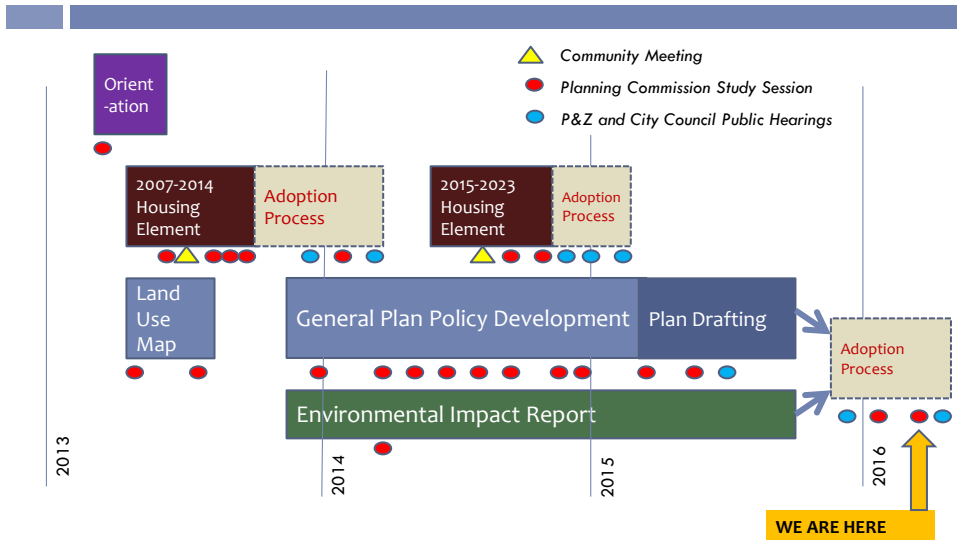 Orient
-ation
Community Meeting
Planning Commission Study Session
P&Z and City Council Public Hearings
2007-2014
Housing
Element
Adoption
Process
2015-2023
Housing
Element
Adoption
Process
Land
Use
Map
General Plan Policy Development
Plan Drafting
Adoption
Process
Environmental Impact Report
2013
2014
2015
2016
WE ARE HERE